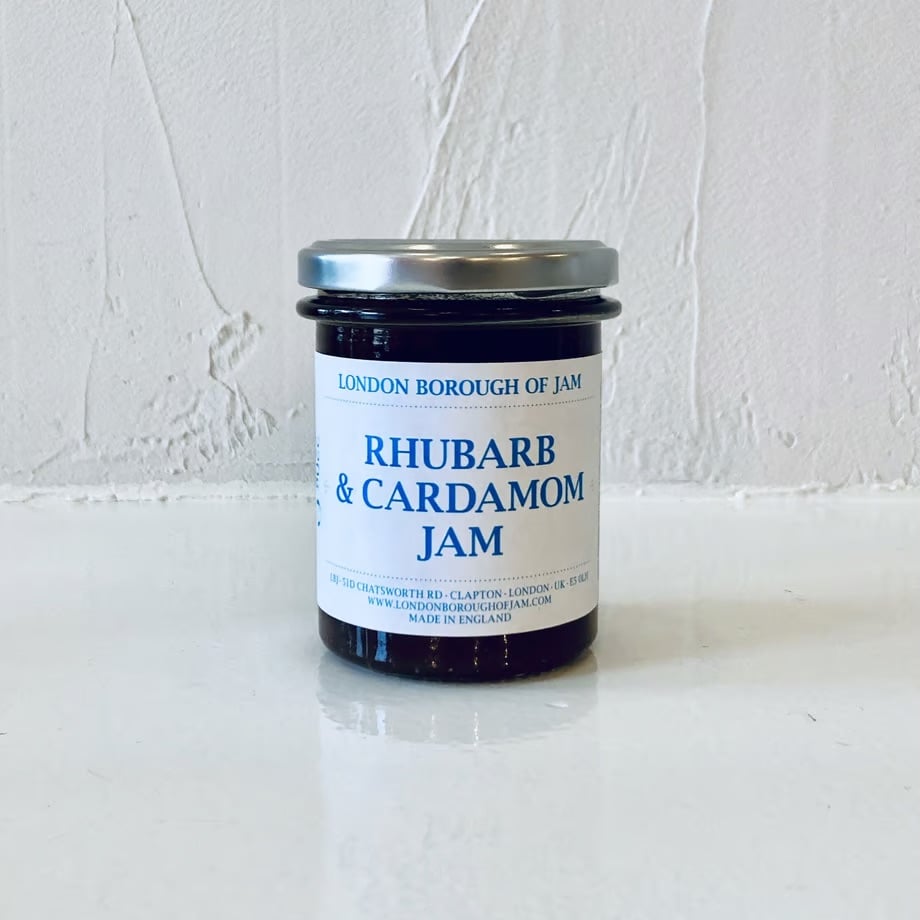 LONDON BOROUGH OF JAM
RHUBARB
& CARDAMOM
JAM
LBJ · 51D CHATSWORTH RD · CLAPTON · LONDON · UK · E5 0LH
WWW.LONDONBOROUGHOFJAM.COM
MADE IN ENGLAND